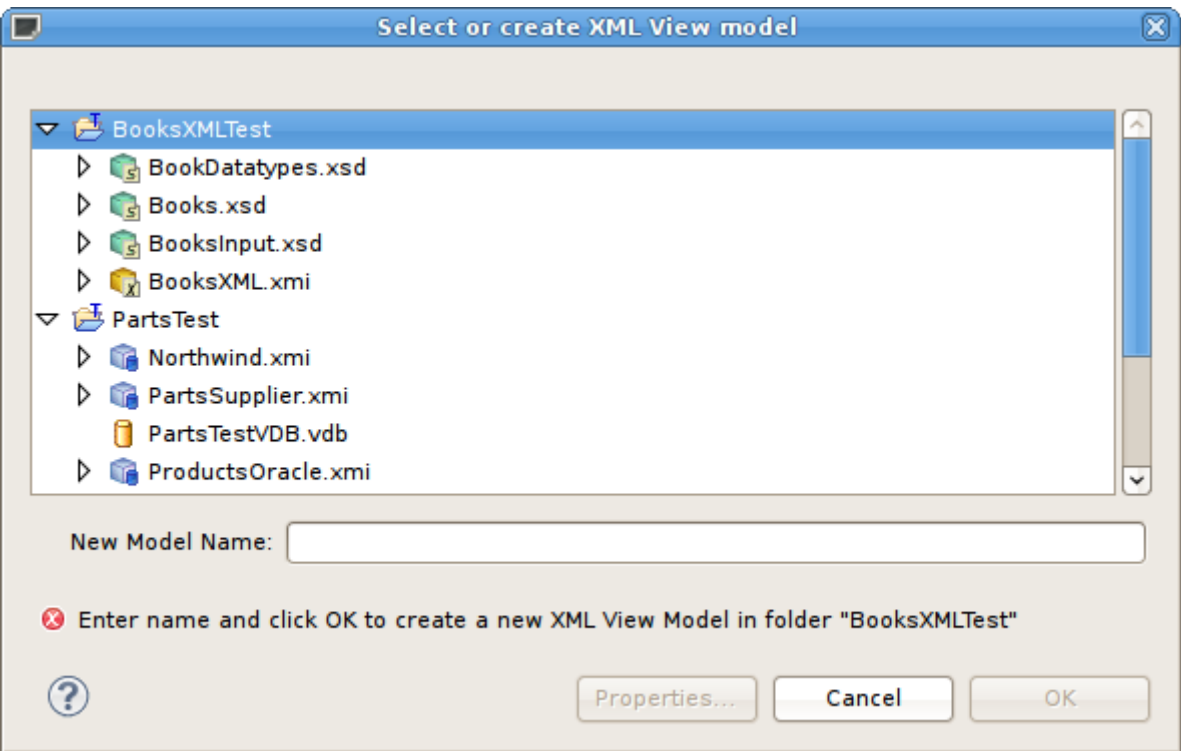 Select or create XML View model
BooksXMLTest
BookDatatypes.xsd
Books.xsd
BooksInput.xsd
BooksXML.xmi
PartsTest
Northwind.xmi
PartsSupplier.xmi
PartsTestVDB.vdb
ProductsOracle.xmi
New Model Name:
Enter name and click OK to create a new XML View Model in folder "BooksXMLTest"
Properties... Cancel OK